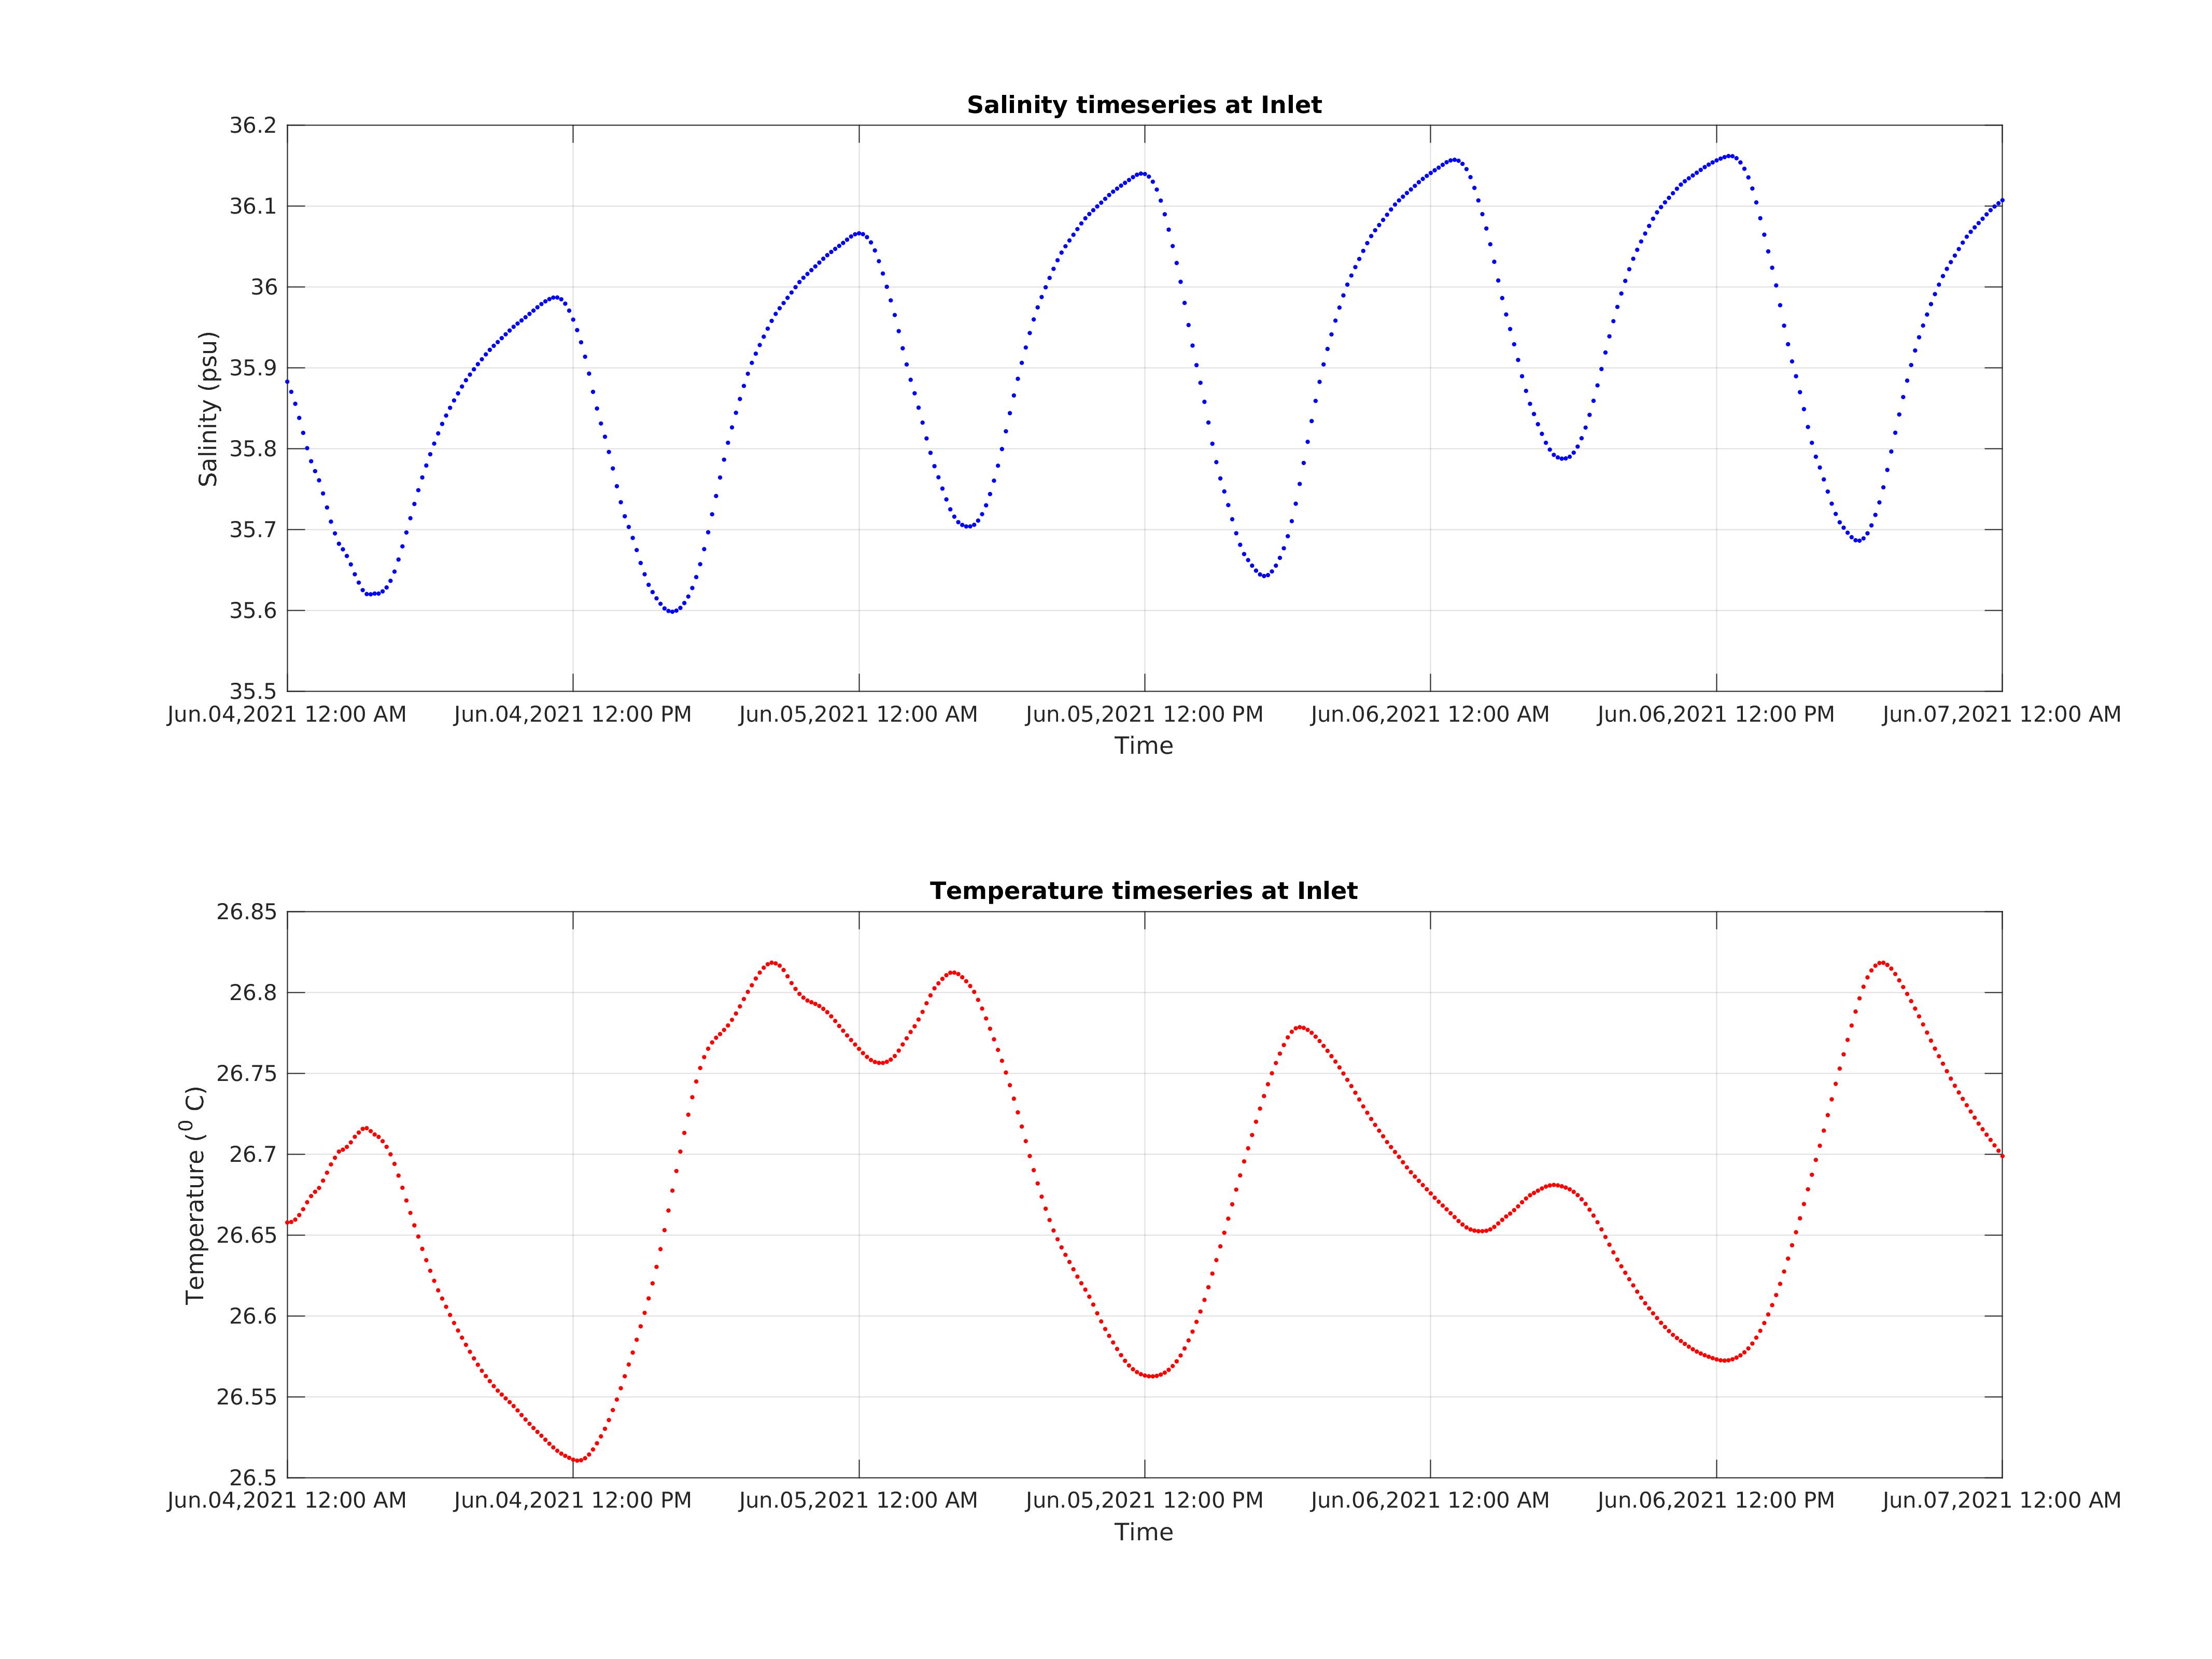 Salinity timeseries at Inlet
36.2
36.1
36
35.9
35.8
35.7
35.6
35.5
Salinity (psu)
Jun.04,2021 12:00 AM Jun.04,2021 12:00 PM Jun.05,2021 12:00 AM Jun.05,2021 12:00 PM Jun.06,2021 12:00 AM Jun.06,2021 12:00 PM Jun.07,2021 12:00 AM
Time
Temperature timeseries at Inlet
26.85
26.8
26.75
26.7
26.65
26.6
26.55
26.5
Temperature (⁰ C)
Jun.04,2021 12:00 AM Jun.04,2021 12:00 PM Jun.05,2021 12:00 AM Jun.05,2021 12:00 PM Jun.06,2021 12:00 AM Jun.06,2021 12:00 PM Jun.07,2021 12:00 AM
Time